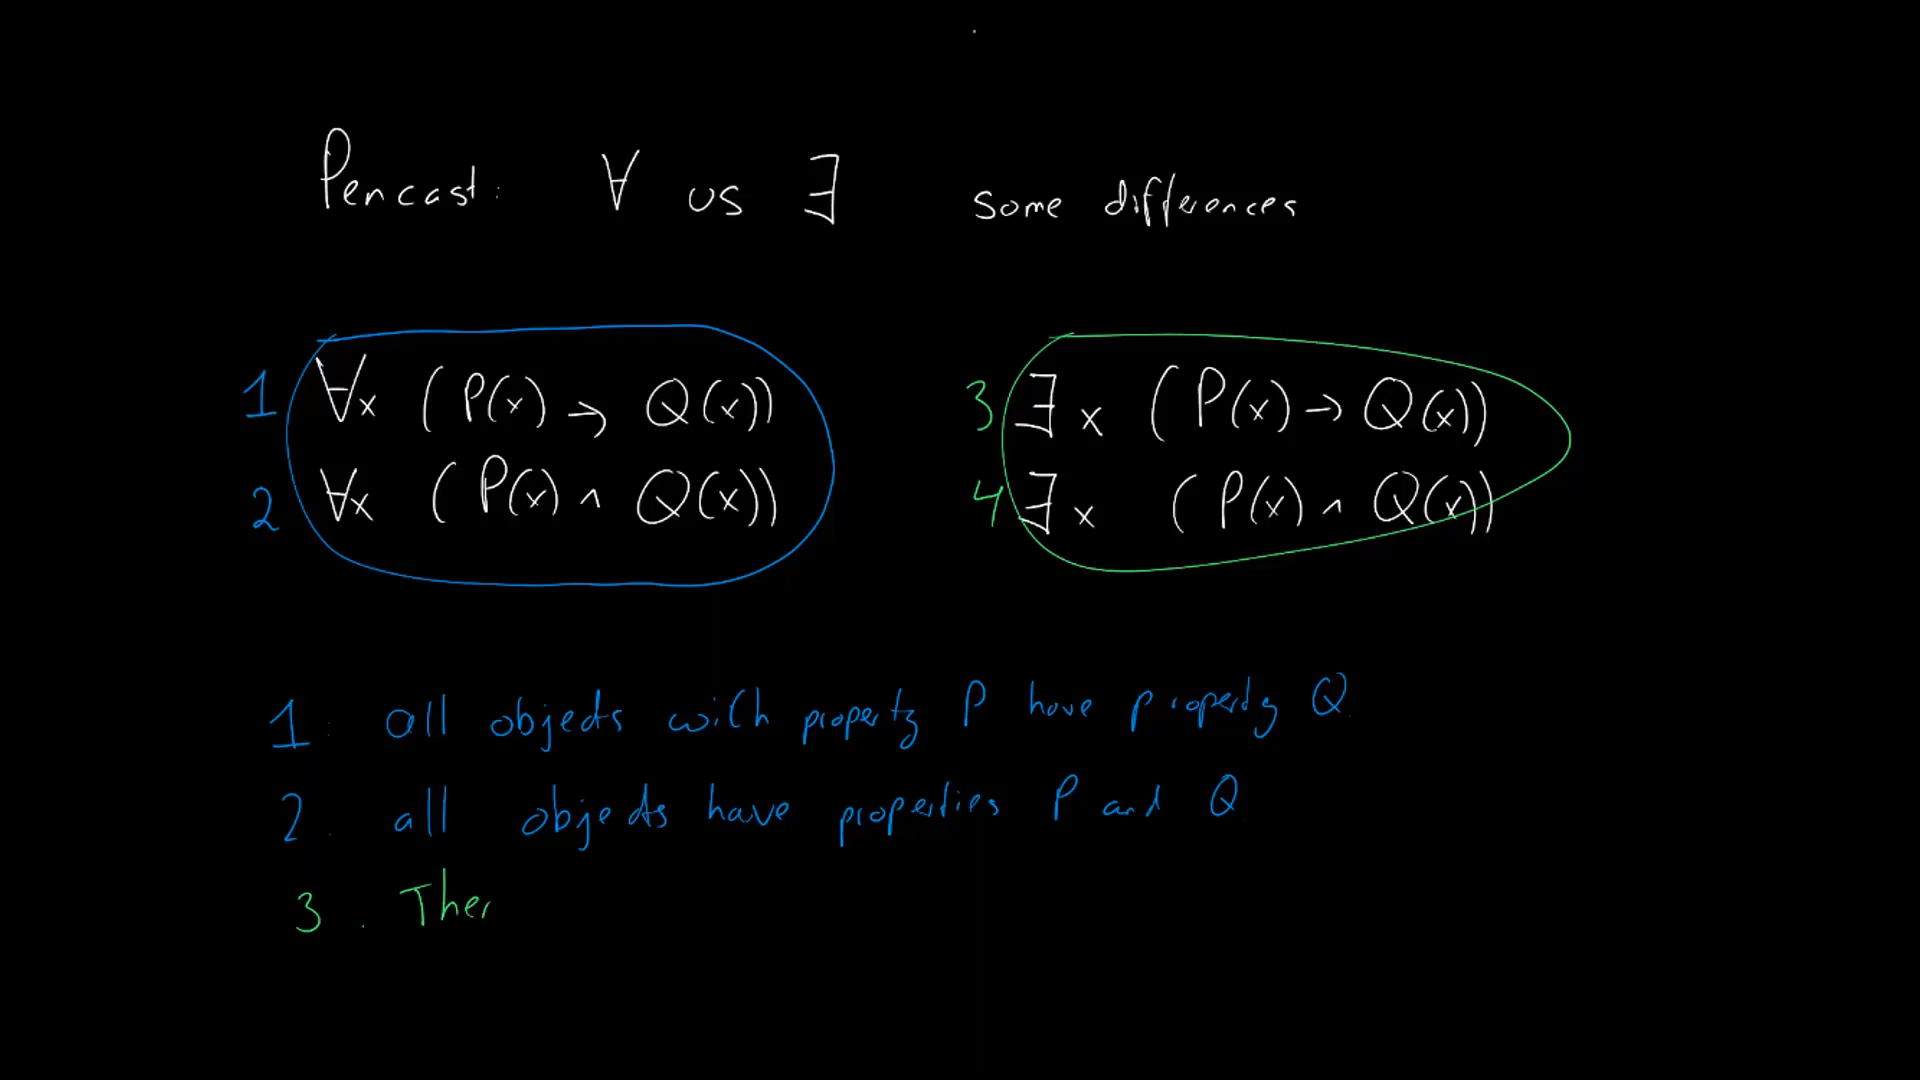 Pencast: ∀ vs ∃ some differences
1 ∀x (P(x) → Q(x))
2 ∀x (P(x) ∧ Q(x))
3 ∃x (P(x) → Q(x))
4 ∃x (P(x) ∧ Q(x))
1: all objects with property P have property Q.
2. all objects have properties P and Q
3. Ther